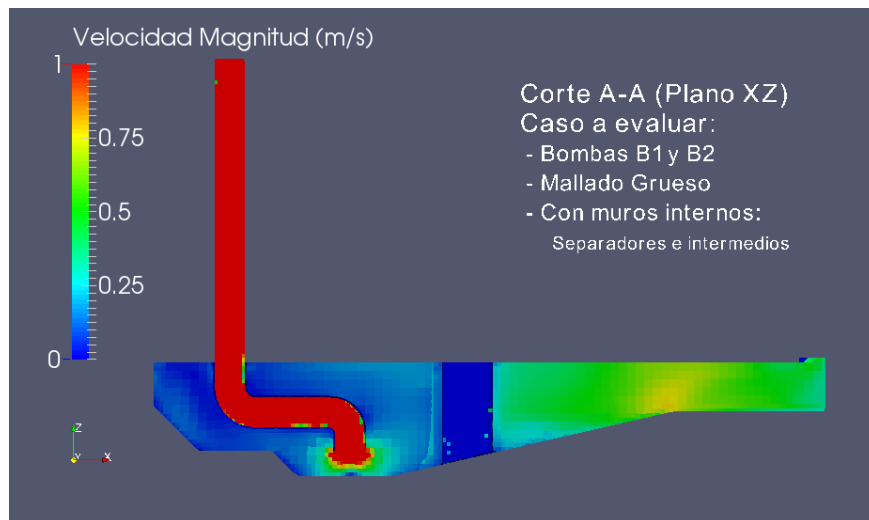 Velocidad Magnitud (m/s)
1
0.75
0.5
0.25
0
Corte A-A (Plano XZ)
Caso a evaluar:
- Bombas B1 y B2
- Mallado Grueso
- Con muros internos:
Separadores e intermedios
Z
Y
X